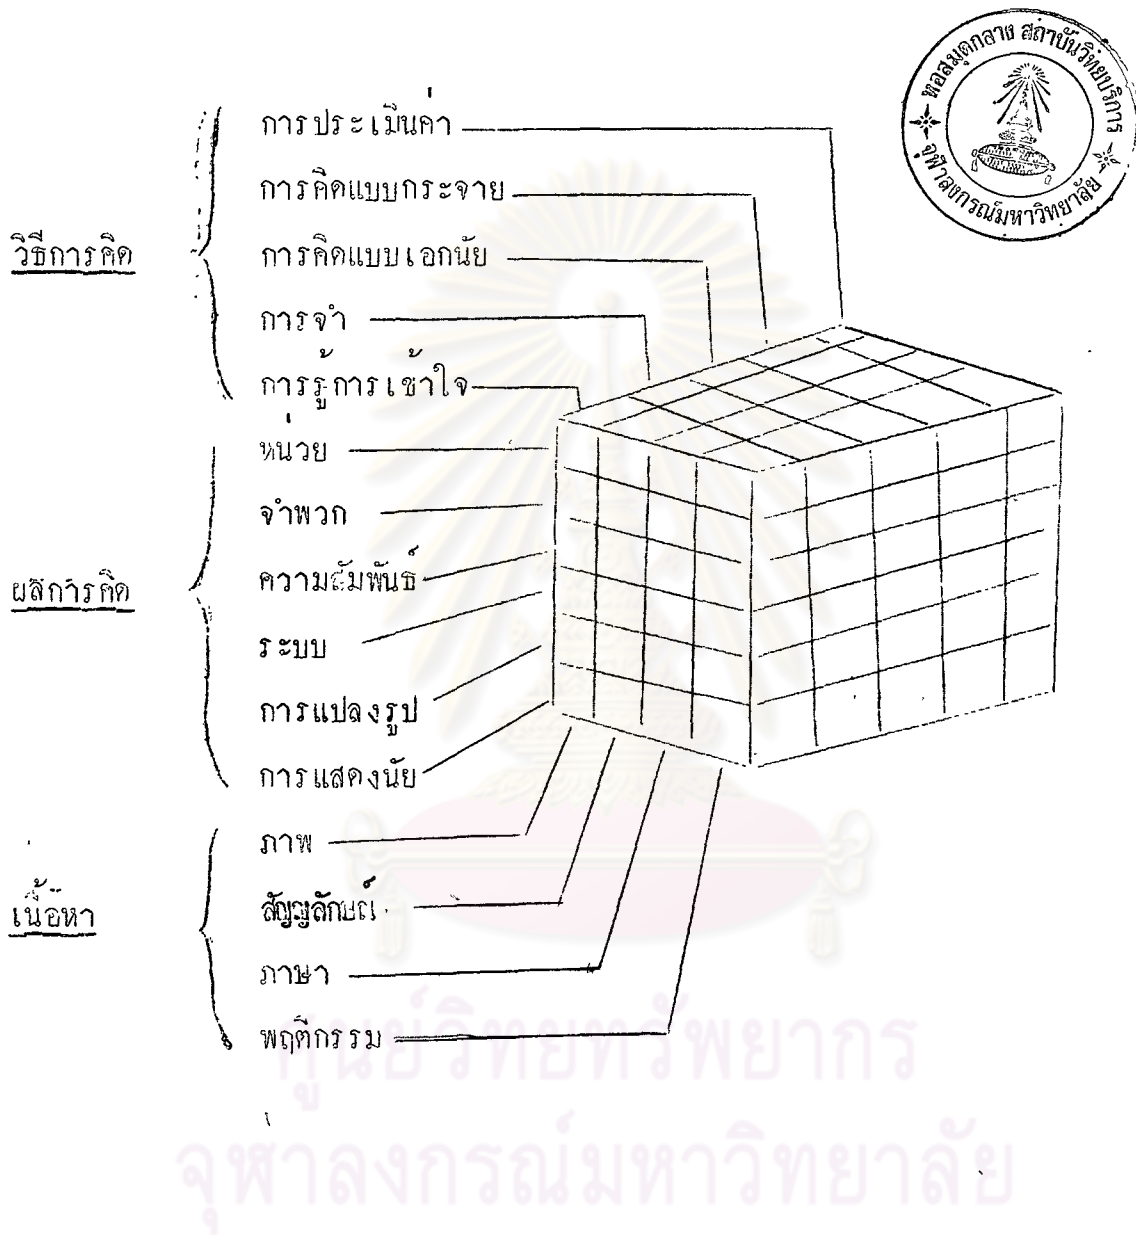 หอสมุดกลาง สถาบันวิทยบริการ
จุฬาลงกรณ์มหาวิทยาลัย
วิธีการคิด
การประเมินค่า
การคิดแบบกระจาย
การคิดแบบเอกนัย
การจำ
การรู้การเข้าใจ
ผลการคิด
หน่วย
จำพวก
ความสัมพันธ์
ระบบ
การแปลงรูป
การแสดงนัย
เนื้อหา
ภาพ
สัญญลักษณ์
ภาษา
พฤติกรรม
ศูนย์วิทยทรัพยากร
จุฬาลงกรณ์มหาวิทยาลัย